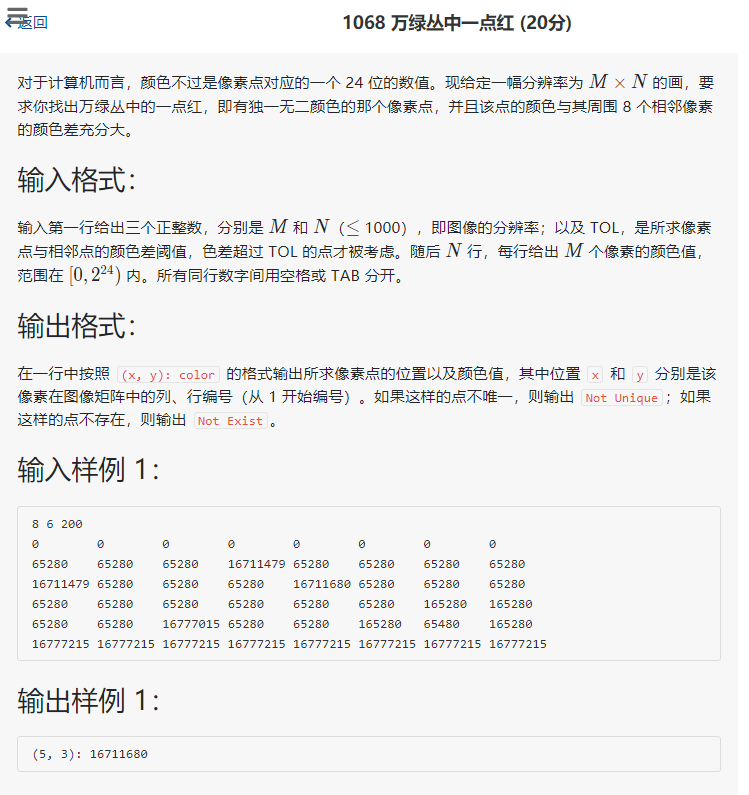 返回
1068 万绿丛中一点红 (20分)
对于计算机而言，颜色不过是像素点对应的一个 24 位的数值。现给定一幅分辨率为 M × N 的画，要
求你找出万绿丛中的一点红，即有独一无二颜色的那个像素点，并且该点的颜色与其周围 8 个相邻像素
的颜色差充分大。
输入格式：
输入第一行给出三个正整数，分别是 M 和 N（≤ 1000），即图像的分辨率；以及 TOL，是所求像素
点与相邻点的颜色差阈值，色差超过 TOL 的点才被考虑。随后 N 行，每行给出 M 个像素的颜色值，
范围在 [0, 2^24) 内。所有同行数字间用空格或 TAB 分开。
输出格式：
在一行中按照 (x, y): color 的格式输出所求像素点的位置以及颜色值，其中位置 x 和 y 分别是该
像素在图像矩阵中的列、行编号（从 1 开始编号）。如果这样的点不唯一，则输出 Not Unique；如果
这样的点不存在，则输出 Not Exist。
输入样例 1：
8 6 200
0 0 0 0 0 0 0 0
65280 65280 65280 16711479 65280 65280 65280 65280
16711479 65280 65280 65280 16711680 65280 65280 65280
65280 65280 65280 65280 65280 65280 165280 165280
65280 65280 16777015 65280 65280 165280 65480 165280
16777215 16777215 16777215 16777215 16777215 16777215 16777215 16777215
输出样例 1：
(5, 3): 16711680